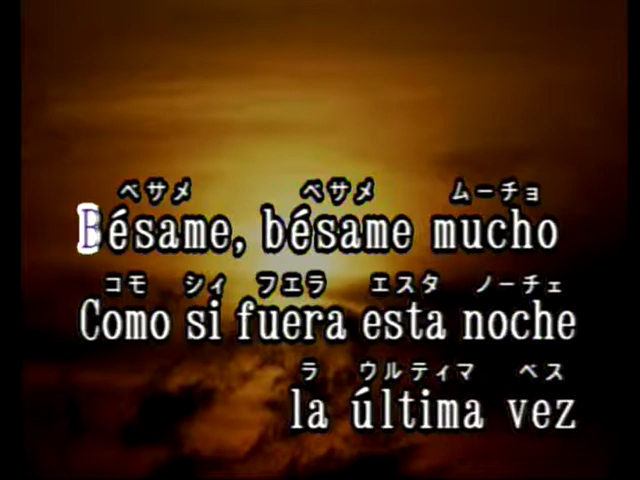 ベサメ ベサメ ムーチョ
Bésame, bésame mucho
コモ シィ フエラ エスタ ノーチェ
Como si fuera esta noche
ラ ウルティマ ベス
la última vez